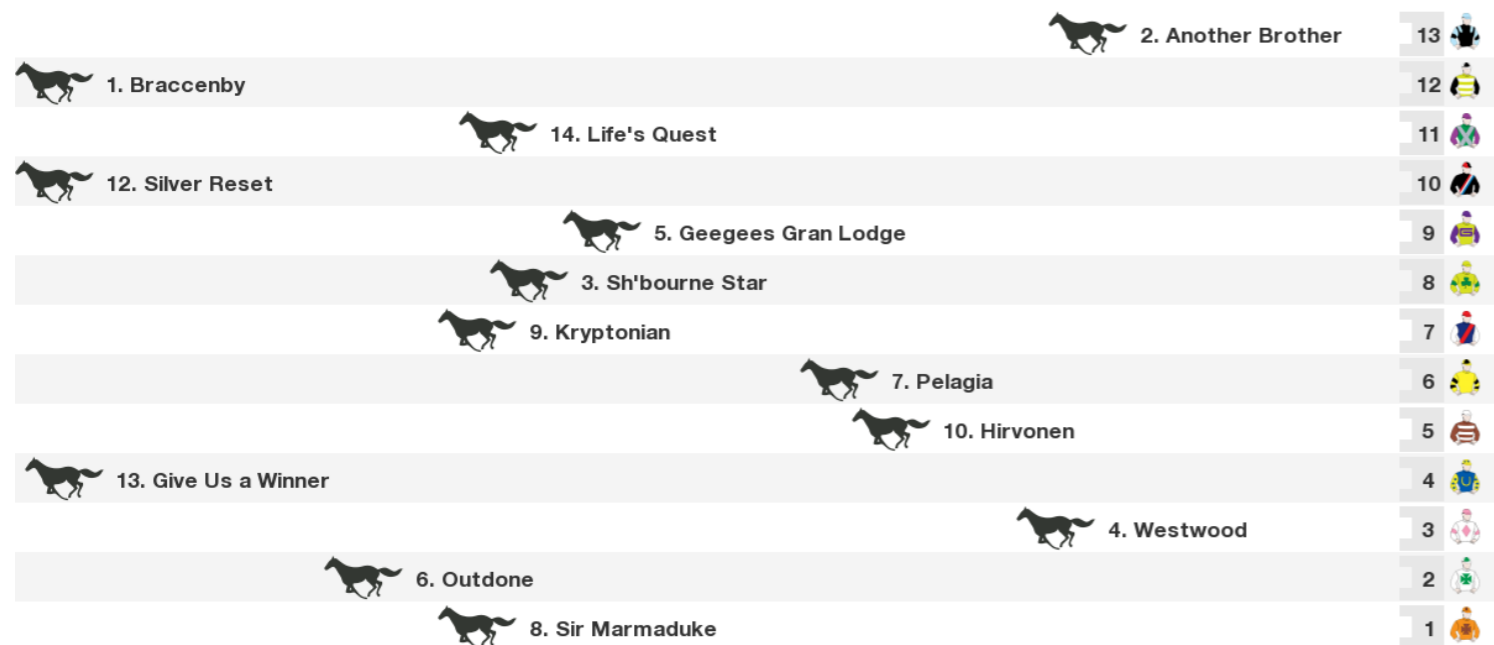 2. Another Brother 13
1. Braccenby 12
14. Life's Quest 11
12. Silver Reset 10
5. Geegees Gran Lodge 9
3. Sh'bourne Star 8
9. Kryptonian 7
7. Pelagia 6
10. Hirvonen 5
13. Give Us a Winner 4
4. Westwood 3
6. Outdone 2
8. Sir Marmaduke 1